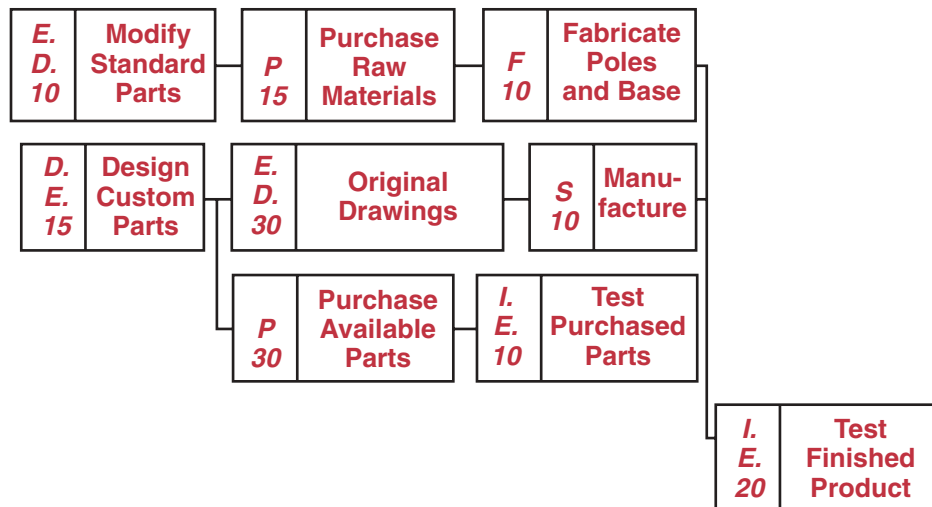 E.
D.
10
Modify
Standard
Parts
P
15
Purchase
Raw
Materials
F
10
Fabricate
Poles
and Base
D.
E.
15
Design
Custom
Parts
E.
D.
30
Original
Drawings
S
10
Manu-
facture
P
30
Purchase
Available
Parts
I.
E.
10
Test
Purchased
Parts
I.
E.
20
Test
Finished
Product